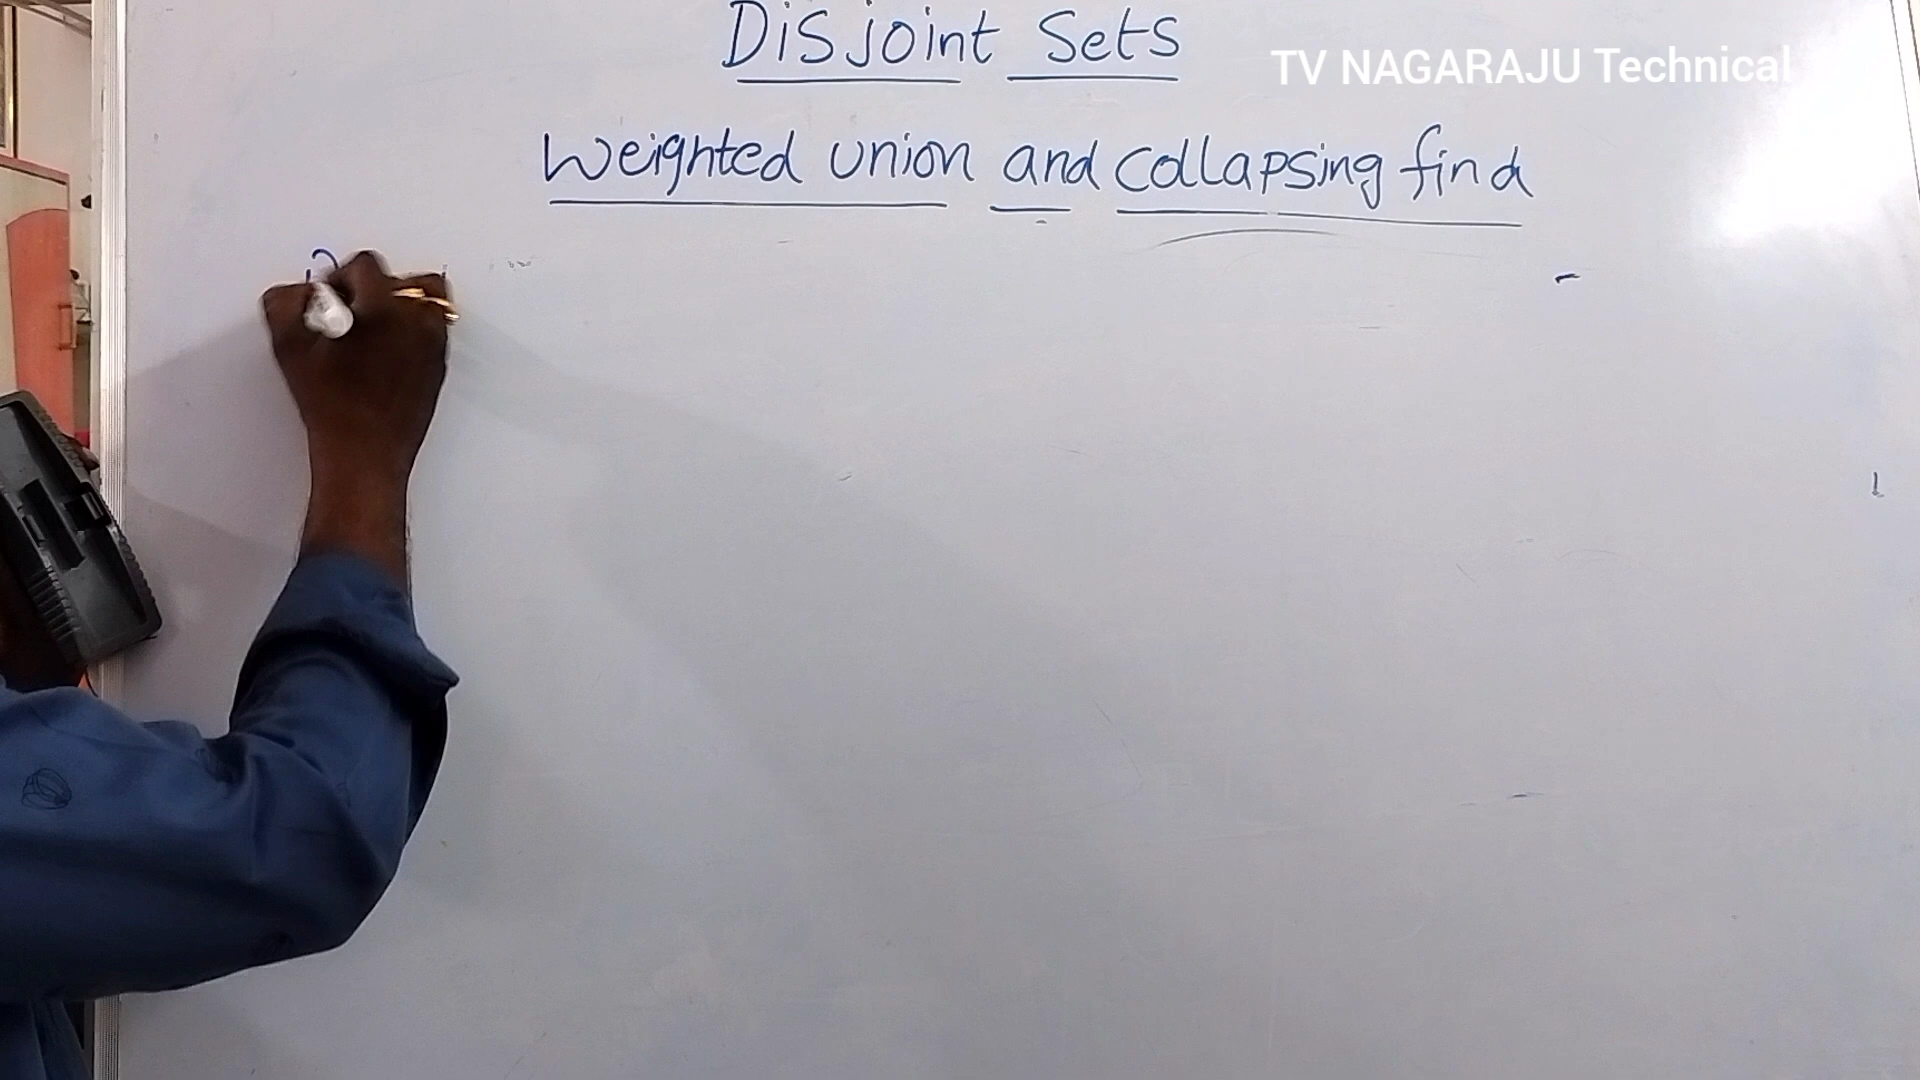 Disjoint Sets
TV NAGARAJU Technical
Weighted union and collapsing find